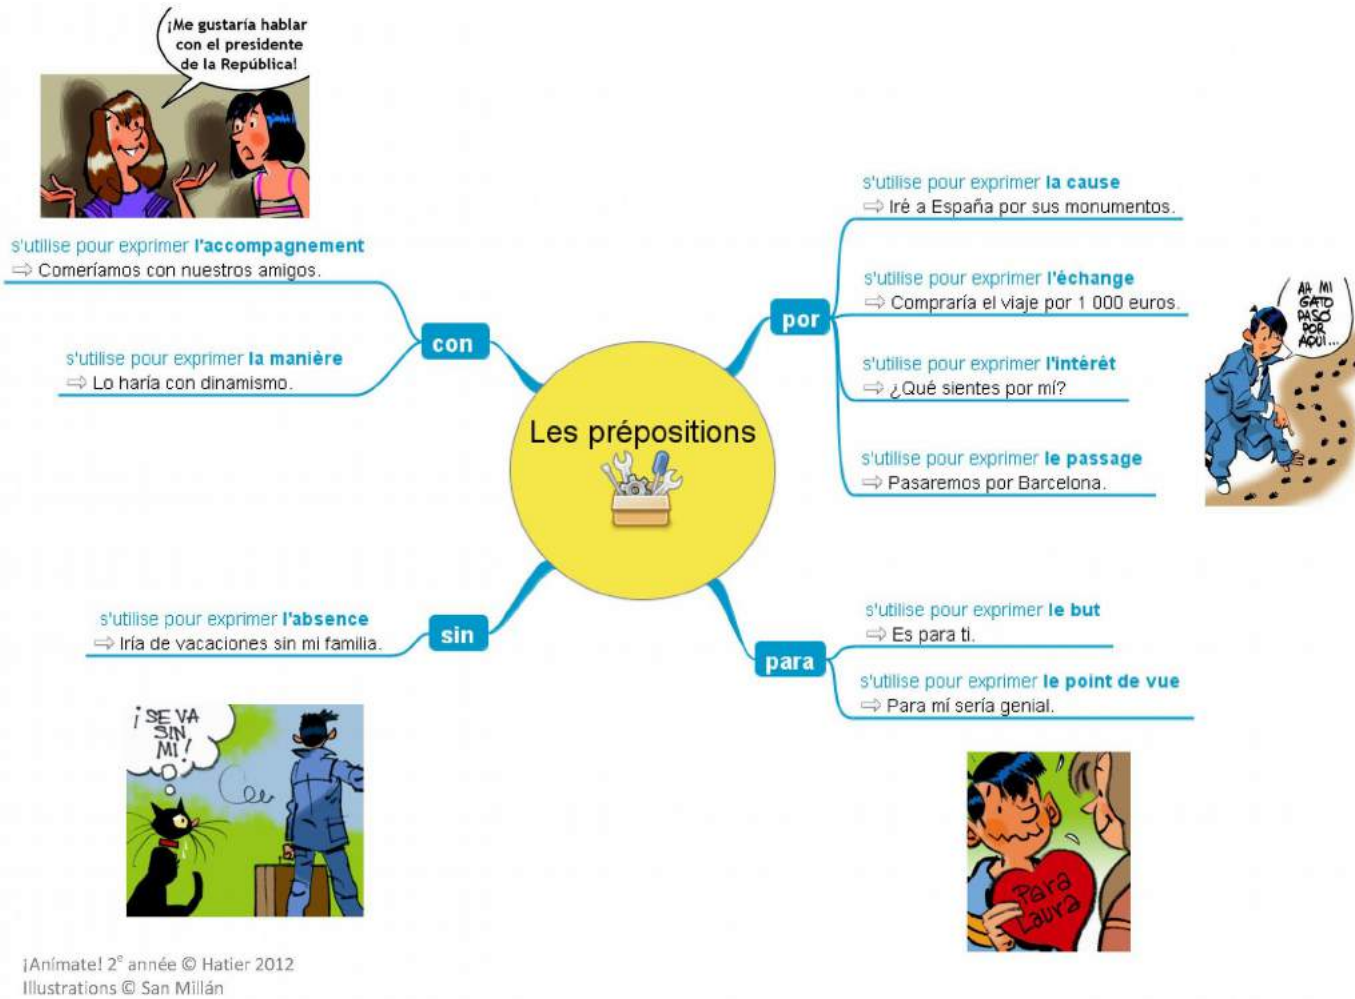 ¡Me gustaría hablar
con el presidente
de la República!
s'utilise pour exprimer l'accompagnement
⇨ Comeríamos con nuestros amigos.
s'utilise pour exprimer la manière
⇨ Lo haría con dinamismo.
con
Les prépositions
por
s'utilise pour exprimer la cause
⇨ Iré a España por sus monumentos.
s'utilise pour exprimer l'échange
⇨ Compraría el viaje por 1 000 euros.
s'utilise pour exprimer l'intérét
⇨ ¿Qué sientes por mí?
s'utilise pour exprimer le passage
⇨ Pasaremos por Barcelona.
AH MI
GATO
PASÓ
POR
AQUÍ...
s'utilise pour exprimer l'absence
⇨ Iría de vacaciones sin mi familia.
sin
¡SE VA
SIN
MI!
para
s'utilise pour exprimer le but
⇨ Es para ti.
s'utilise pour exprimer le point de vue
⇨ Para mí sería genial.
Para
Laura
¡Anímate! 2e année © Hatier 2012
Illustrations © San Millán